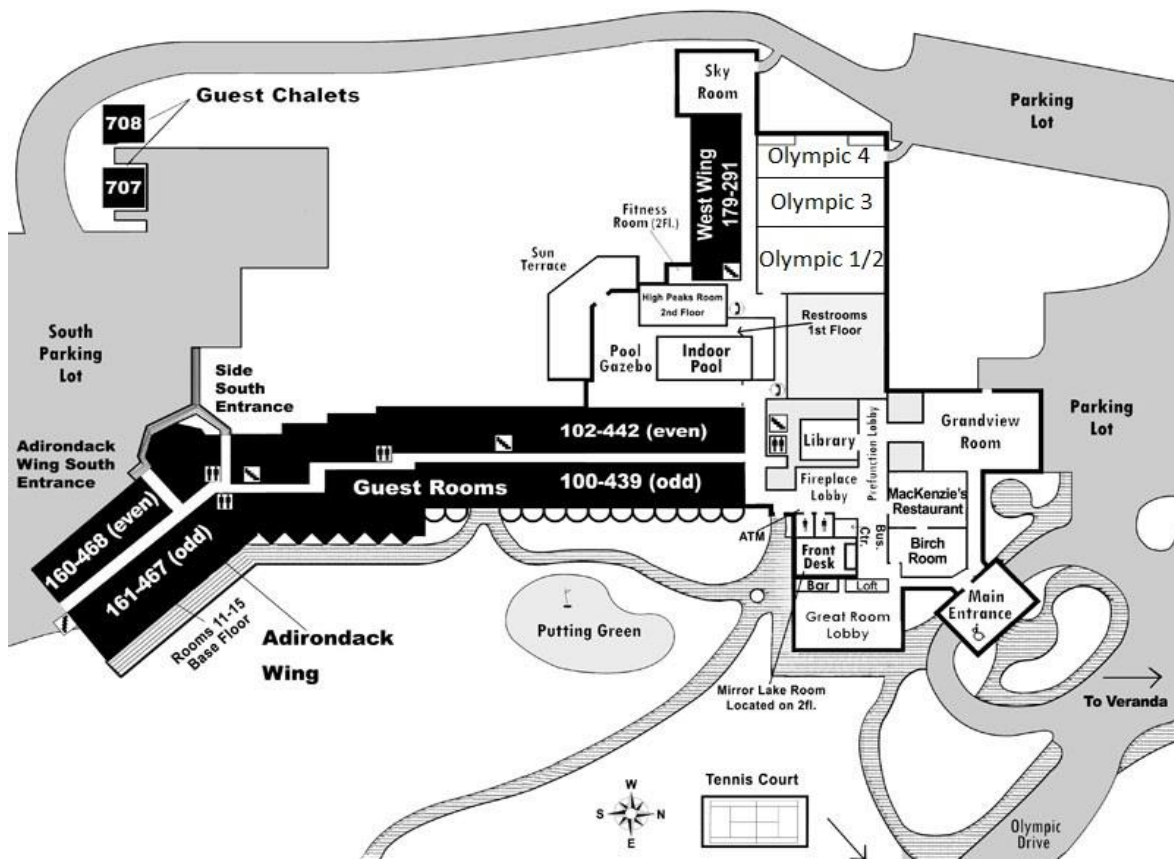 Sky
Room
Parking
Lot
Guest Chalets
708
707
Olympic 4
Olympic 3
Olympic 1/2
West Wing
179-291
Fitness
Room (2Fl.)
Sun
Terrace
High Peaks Room
2nd Floor
Restrooms
1st Floor
Pool
Gazebo
Indoor
Pool
South
Parking
Lot
Side
South
Entrance
Adirondack
Wing South
Entrance
102-442 (even)
Guest Rooms
100-439 (odd)
160-468 (even)
161-467 (odd)
Rooms 11-15
Base Floor
Adirondack
Wing
Library
Prefunction Lobby
Fireplace
Lobby
Grandview
Room
Parking
Lot
MacKenzie's
Restaurant
Birch
Room
ATM
Bus.
Ctr.
Front
Desk
Bar
Loft
Great Room
Lobby
Main
Entrance
Putting Green
Mirror Lake Room
Located on 2fl.
To Veranda
Tennis Court
W
S
N
E
Olympic
Drive